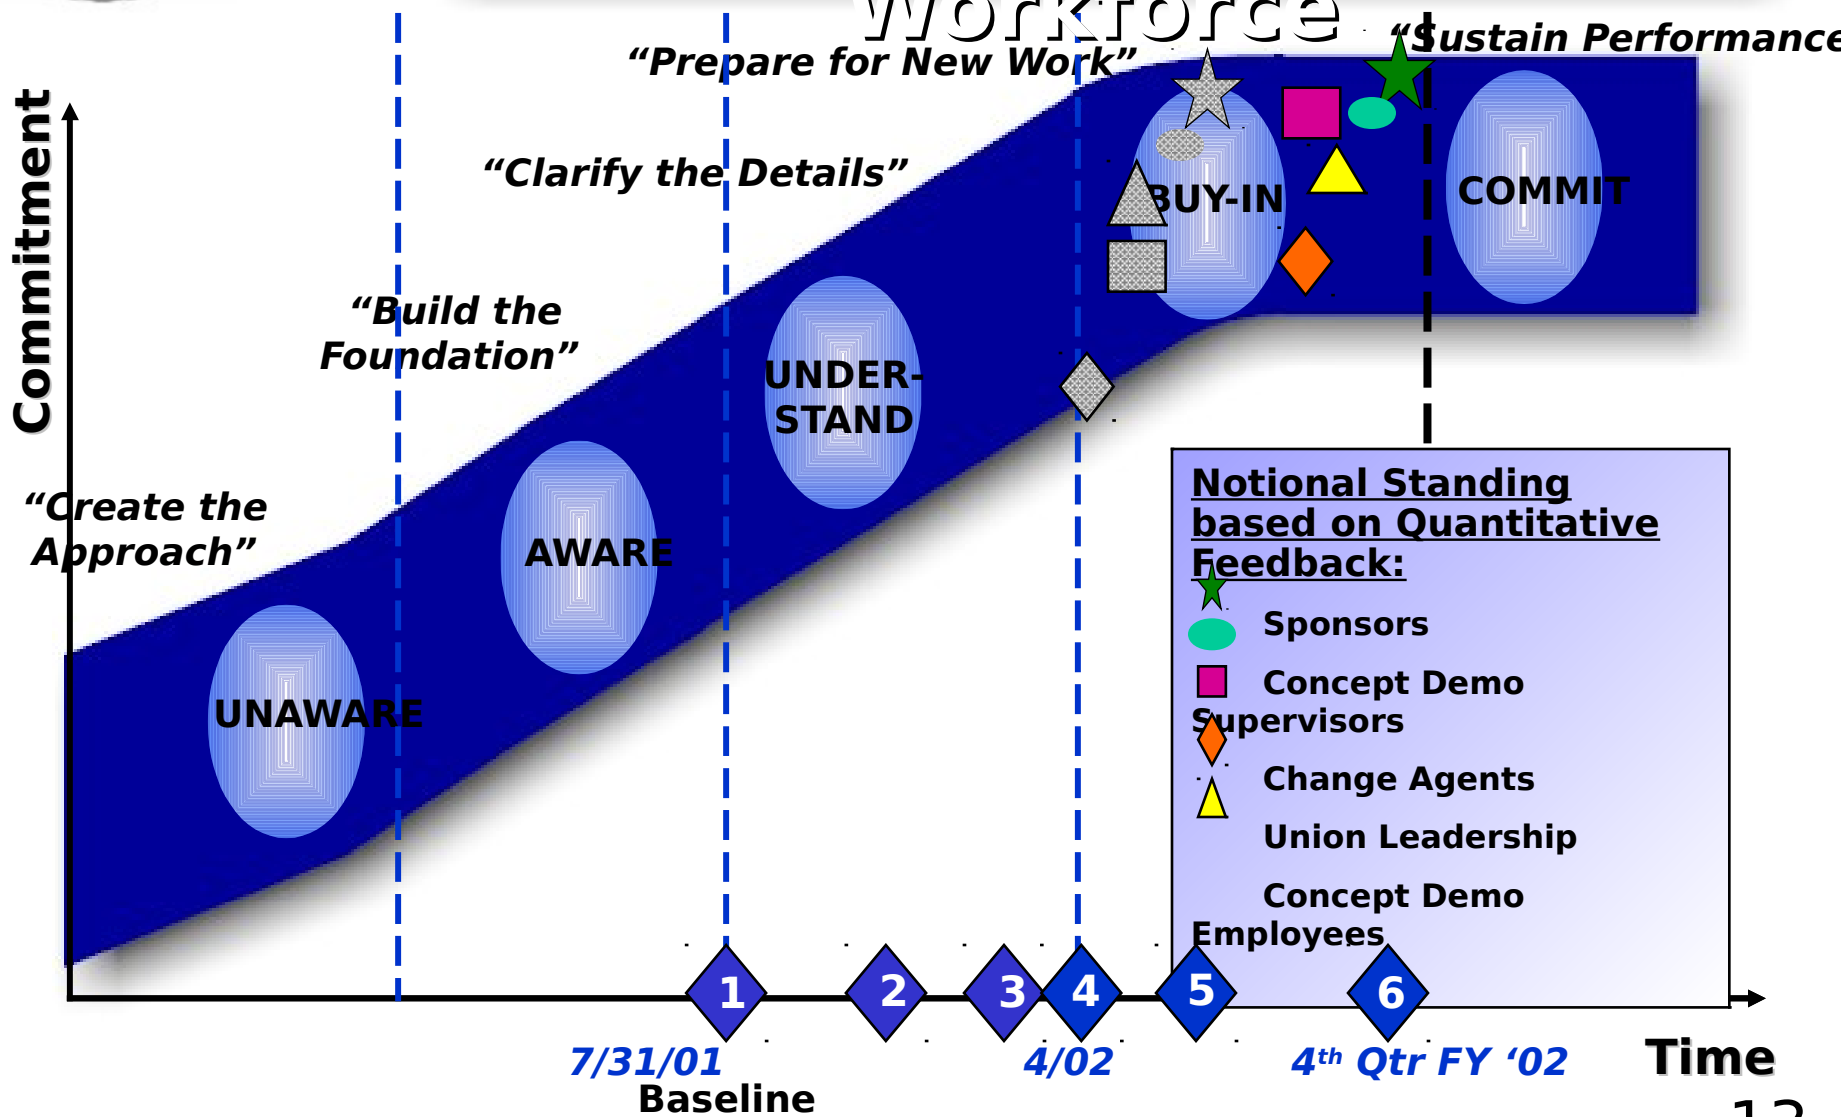 Workforce
“Sustain Performance
“Prepare for New Work”
Commitment
“Clarify the Details”
BUY-IN
COMMIT
“Build the
Foundation”
UNDER-
STAND
“Create the
Approach”
AWARE
UNAWARE
Notional Standing
based on Quantitative
Feedback:
Sponsors
Concept Demo
Supervisors
Change Agents
Union Leadership
Concept Demo
Employees
1
2
3
4
5
6
7/31/01
4/02
4th Qtr FY ‘02
Time
Baseline